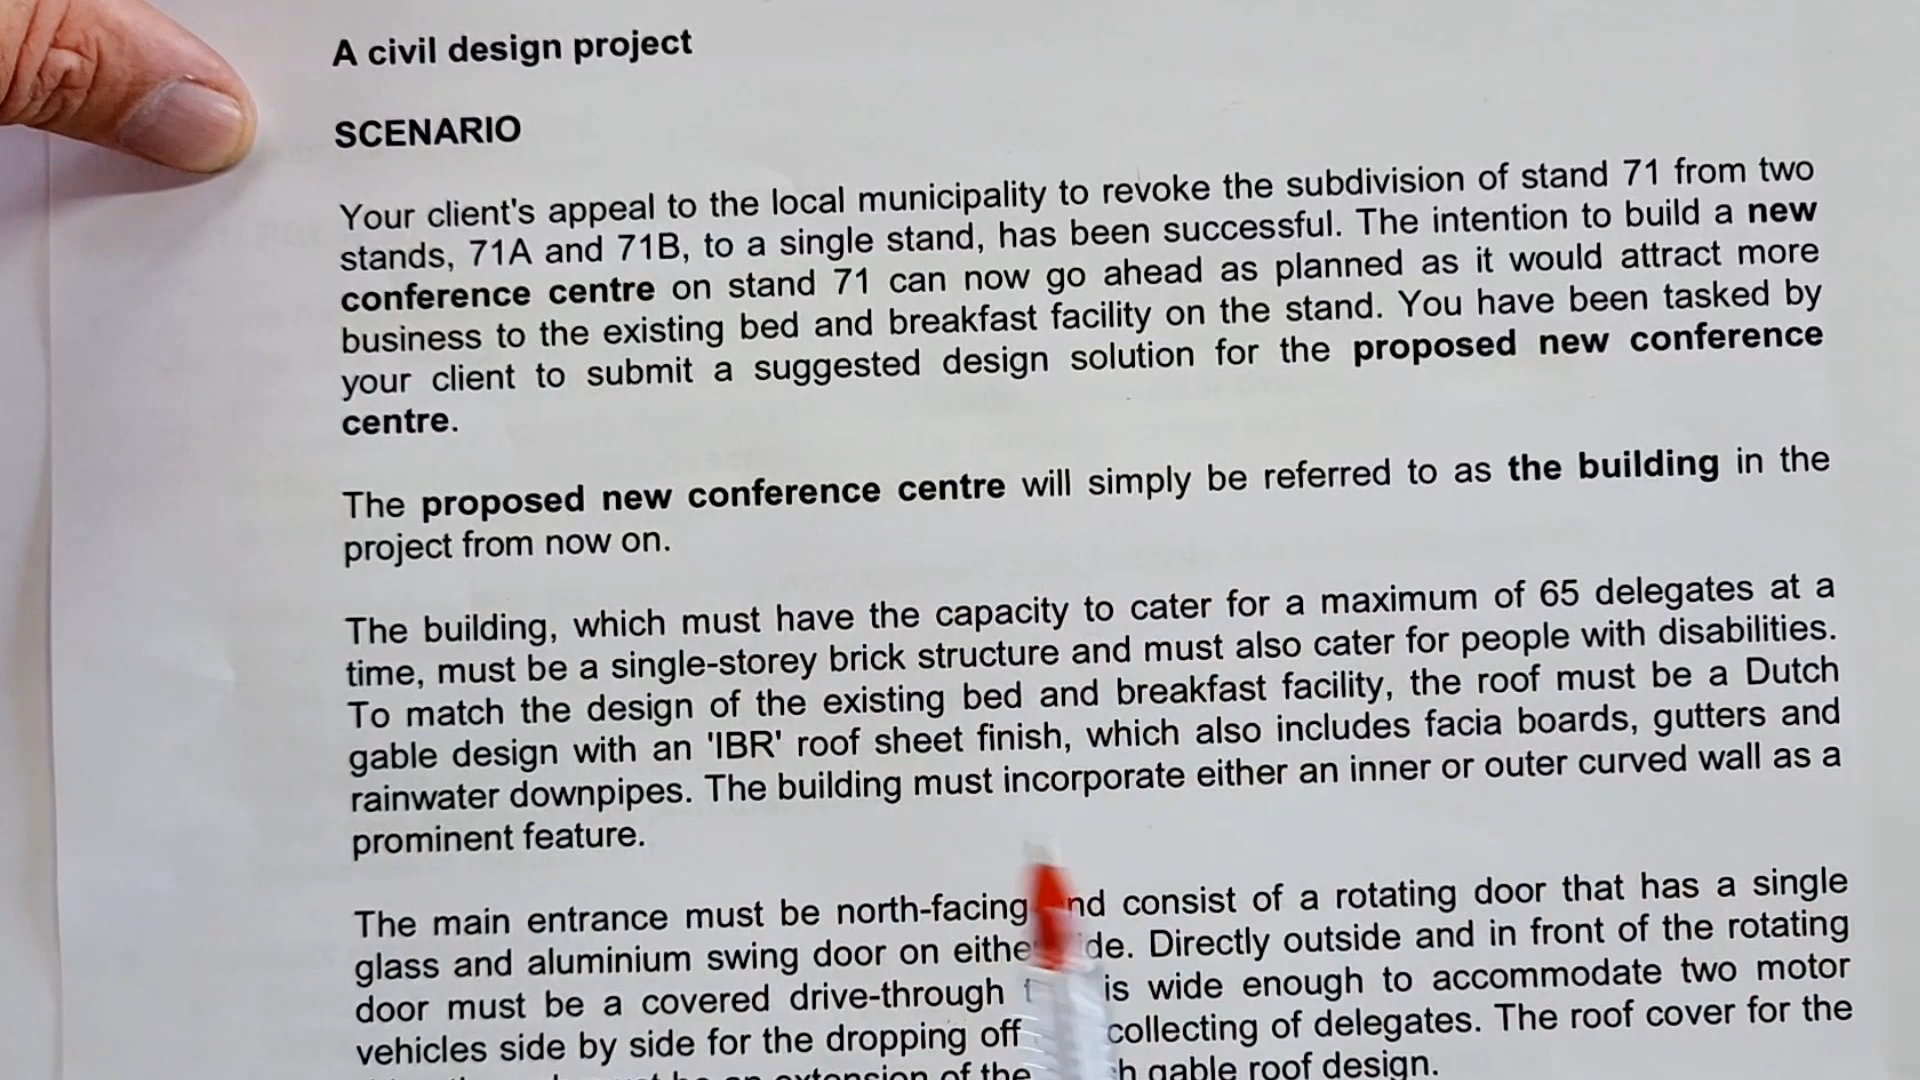 A civil design project
SCENARIO
Your client's appeal to the local municipality to revoke the subdivision of stand 71 from two
stands, 71A and 71B, to a single stand, has been successful. The intention to build a new
conference centre on stand 71 can now go ahead as planned as it would attract more
business to the existing bed and breakfast facility on the stand. You have been tasked by
your client to submit a suggested design solution for the proposed new conference
centre.
The proposed new conference centre will simply be referred to as the building in the
project from now on.
The building, which must have the capacity to cater for a maximum of 65 delegates at a
time, must be a single-storey brick structure and must also cater for people with disabilities.
To match the design of the existing bed and breakfast facility, the roof must be a Dutch
gable design with an 'IBR' roof sheet finish, which also includes facia boards, gutters and
rainwater downpipes. The building must incorporate either an inner or outer curved wall as a
prominent feature.
The main entrance must be north-facing consist of a rotating door that has a single
glass and aluminium swing door on Directly outside and in front of the rotating
door must be a covered drive-through is wide enough to accommodate two motor
vehicles side by side for the dropping off collecting of delegates. The roof cover for the
extension of the gable roof design.